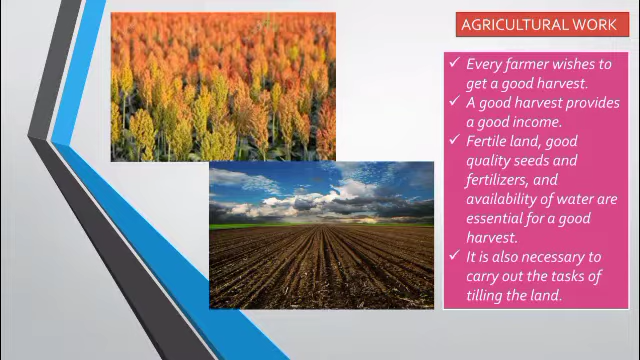 AGRICULTURAL WORK
✓ Every farmer wishes to
get a good harvest.
✓ A good harvest provides
a good income.
✓ Fertile land, good
quality seeds and
fertilizers, and
availability of water are
essential for a good
harvest.
✓ It is also necessary to
carry out the tasks of
tilling the land.